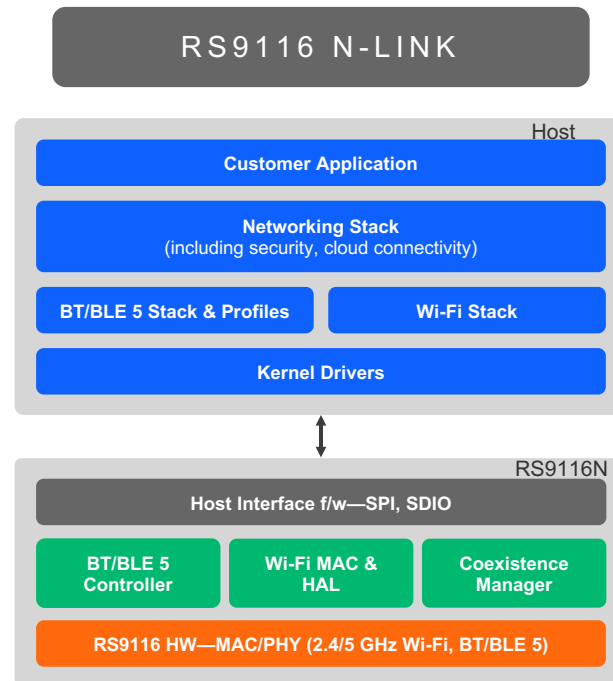 RS9116 N-LINK
Host
Customer Application
Networking Stack
(including security, cloud connectivity)
BT/BLE 5 Stack & Profiles
Wi-Fi Stack
Kernel Drivers
RS9116N
Host Interface f/w—SPI, SDIO
BT/BLE 5
Controller
Wi-Fi MAC &
HAL
Coexistence
Manager
RS9116 HW—MAC/PHY (2.4/5 GHz Wi-Fi, BT/BLE 5)